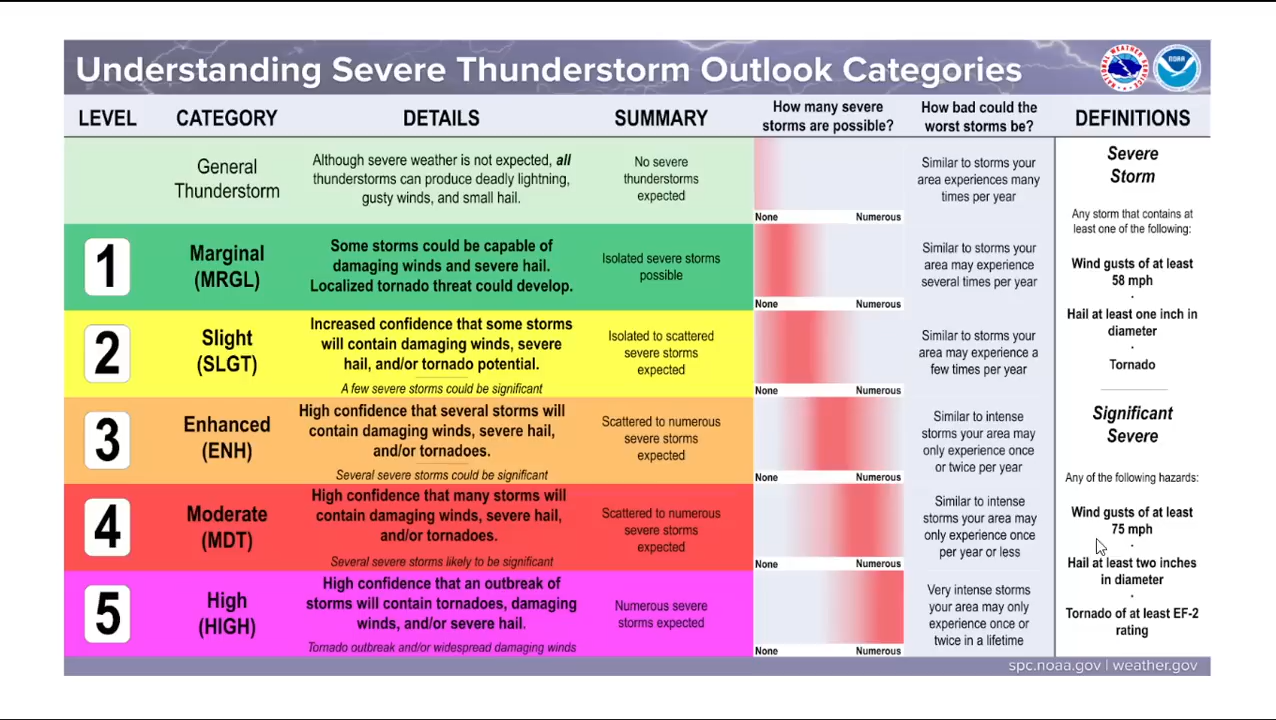 Understanding Severe Thunderstorm Outlook Categories
NOAA
LEVEL
CATEGORY
DETAILS
SUMMARY
How many severe
storms are possible?
How bad could the
worst storms be?
DEFINITIONS
General
Thunderstorm
Although severe weather is not expected, all
thunderstorms can produce deadly lightning,
gusty winds, and small hail.
No severe
thunderstorms
expected
None
Numerous
Similar to storms your
area experiences many
times per year
1
Marginal
(MRGL)
Some storms could be capable of
damaging winds and severe hail.
Localized tornado threat could develop.
Isolated severe storms
possible
None
Numerous
Similar to storms your
area may experience
several times per year
2
Slight
(SLGT)
Increased confidence that some storms
will contain damaging winds, severe
hail, and/or tornado potential.
A few severe storms could be significant
Isolated to scattered
severe storms
expected
None
Numerous
Similar to storms your
area may experience a
few times per year
3
Enhanced
(ENH)
High confidence that several storms will
contain damaging winds, severe hail,
and/or tornadoes.
Several severe storms could be significant
Scattered to numerous
severe storms
expected
None
Numerous
Similar to intense
storms your area may
only experience once
or twice per year
4
Moderate
(MDT)
High confidence that many storms will
contain damaging winds, severe hail,
and/or tornadoes.
Several severe storms likely to be significant
Scattered to numerous
severe storms
expected
None
Numerous
Similar to intense
storms your area may
only experience once
per year or less
5
High
(HIGH)
High confidence that an outbreak of
storms will contain tornadoes, damaging
winds, and/or severe hail.
Tornado outbreak and/or widespread damaging winds
Numerous severe
storms expected
None
Numerous
Very intense storms
your area may only
experience once or
twice in a lifetime
Severe
Storm
Any storm that contains at
least one of the following:
Wind gusts of at least
58 mph
Hail at least one inch in
diameter
Tornado
Significant
Severe
Any of the following hazards:
Wind gusts of at least
75 mph
Hail at least two inches
in diameter
Tornado of at least EF-2
rating
spc.noaa.gov | weather.gov